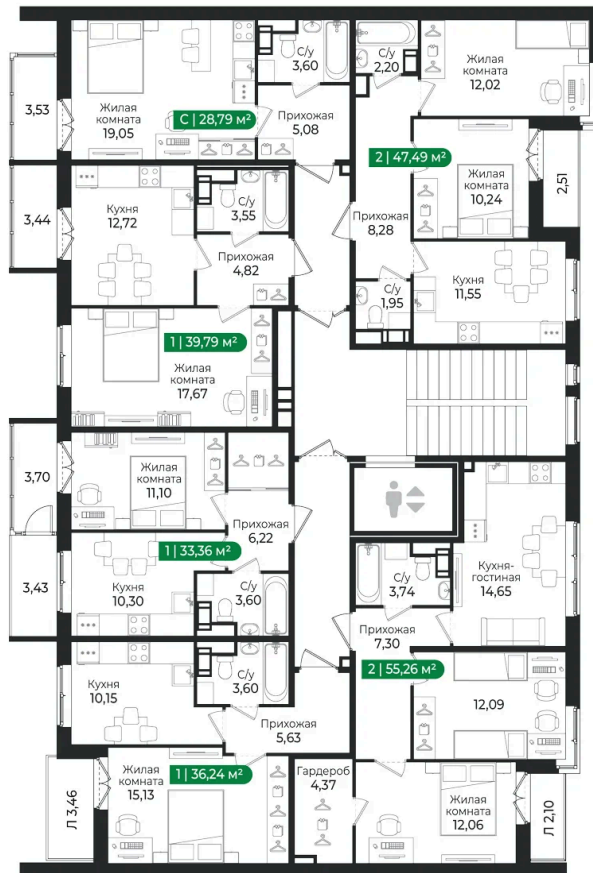 С/у
3,60
С/у
2,20
Жилая
комната
12,02
3,53
Жилая
комната
19,05
С | 28,79 м²
Прихожая
5,08
2 | 47,49 м²
Жилая
комната
10,24
2,51
3,44
Кухня
12,72
С/у
3,55
Прихожая
8,28
Прихожая
4,82
С/у
1,95
11,55
1 | 39,79 м²
Жилая
комната
17,67
3,70
Жилая
комната
11,10
Прихожая
6,22
1 | 33,36 м²
3,43
Кухня
10,30
С/у
3,60
С/у
3,74
Кухня-
гостиная
14,65
Прихожая
7,30
2 | 55,26 м²
Кухня
10,15
С/у
3,60
12,09
Прихожая
5,63
Л 3,46
Жилая
комната
15,13
1 | 36,24 м²
Гардероб
4,37
Жилая
комната
12,06
Л 2,10